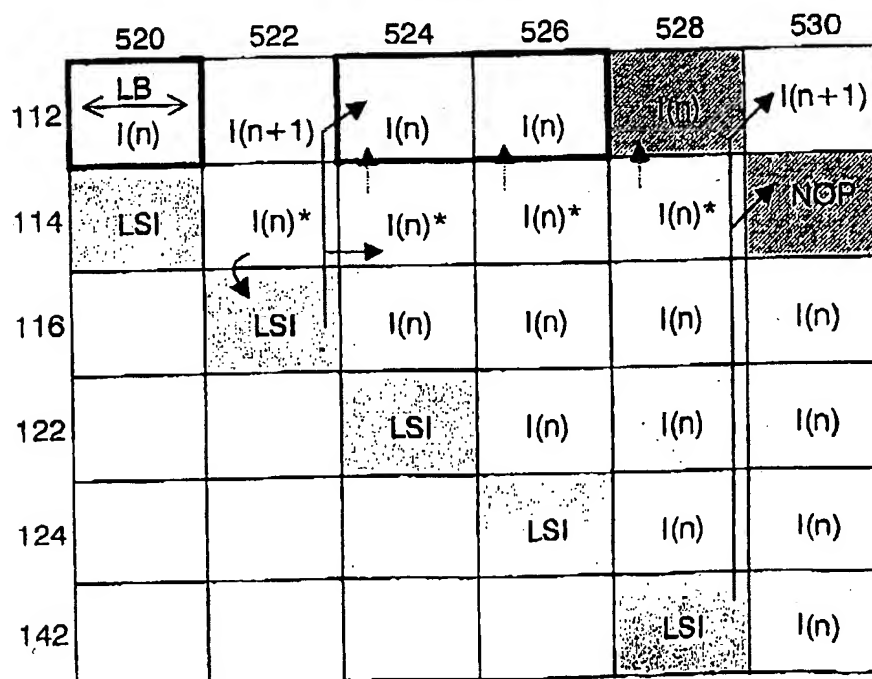 520 522 524 526 528 530
LB
112 I(n) I(n+1) I(n) I(n) I(n) I(n+1)
114 LSI I(n)* I(n)* I(n)* I(n)* NOP
116 LSI I(n) I(n) I(n) I(n)
122 LSI I(n) I(n) I(n)
124 LSI I(n) I(n)
142 LSI I(n)